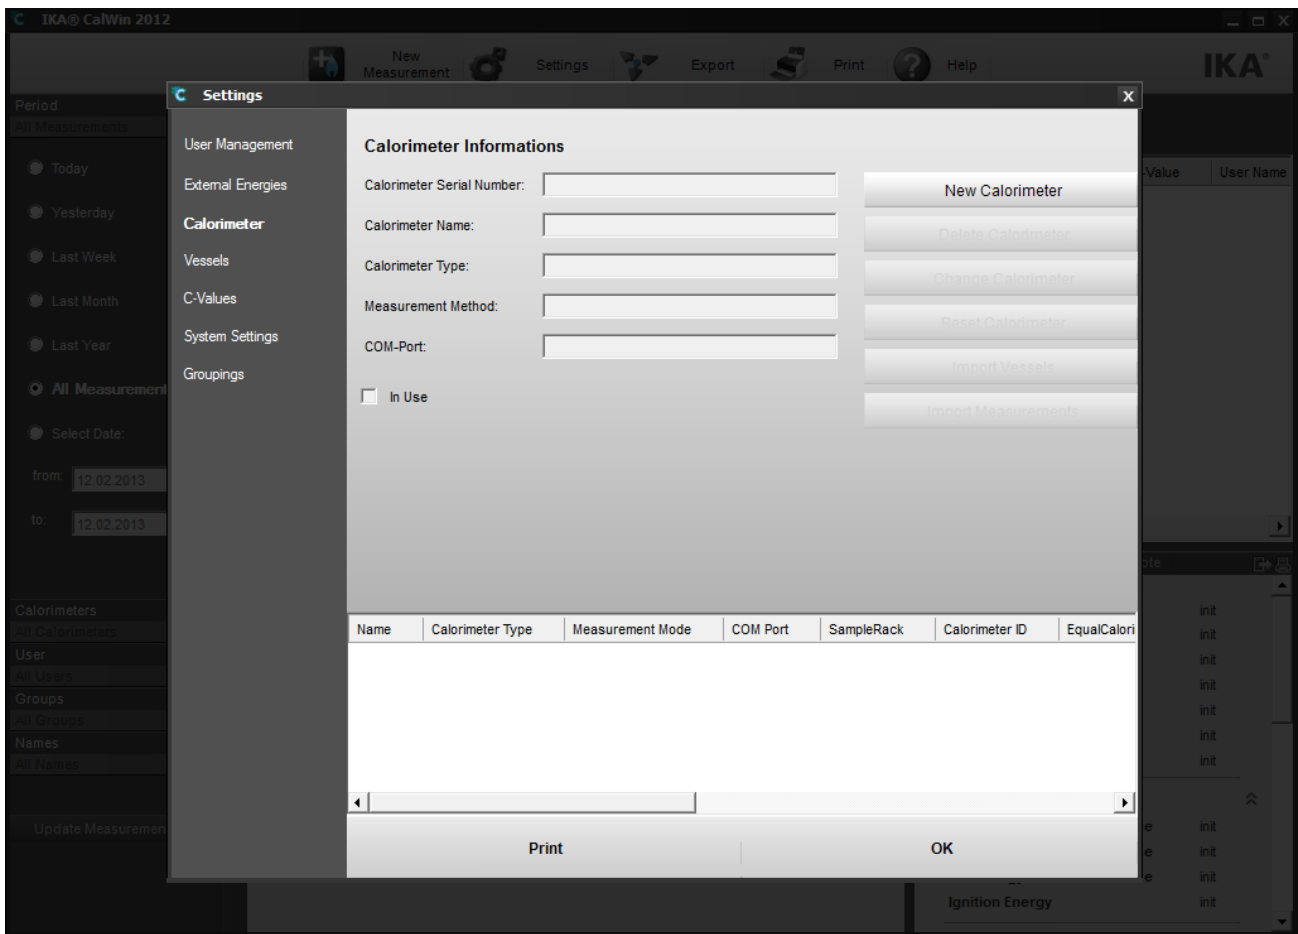 IKA® CalWin 2012
New
Measurement
Settings
Export
Print
Help
IKA®
Period
All Measurements
Today
Yesterday
Last Week
Last Month
Last Year
All Measurement
Select Date:
from:
12.02.2013
to:
12.02.2013
Calorimeters
All Calorimeters
User
All Users
Groups
All Groups
Names
All Names
Update Measuremen
Settings
X
User Management
External Energies
Calorimeter
Vessels
C-Values
System Settings
Groupings
Calorimeter Informations
Calorimeter Serial Number:
Calorimeter Name:
Calorimeter Type:
Measurement Method:
COM-Port:
In Use
New Calorimeter
Delete Calorimeter
Change Calorimeter
Reset Calorimeter
Import Vessels
Import Measurements
Name Calorimeter Type Measurement Mode COM Port SampleRack Calorimeter ID EqualCalori
Print
OK
-Value User Name
ote
init
init
init
init
init
init
init
e init
e init
e init
Ignition Energy init